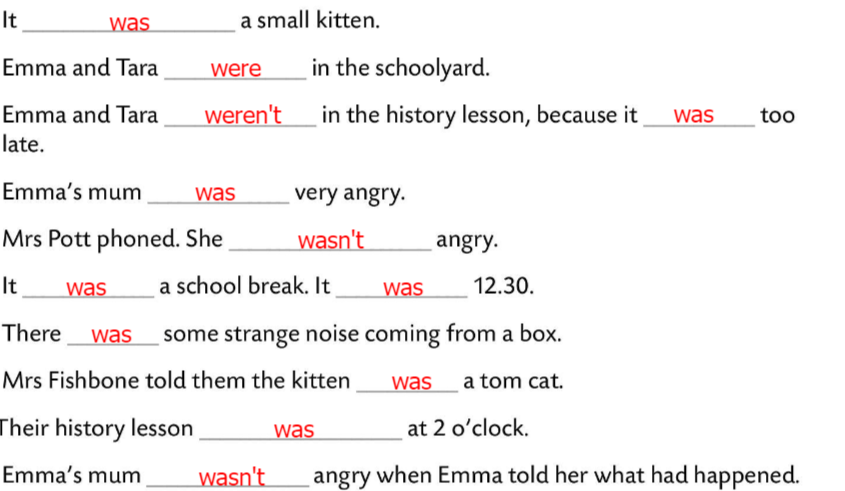 It was a small kitten.
Emma and Tara were in the schoolyard.
Emma and Tara weren't in the history lesson, because it was too
late.
Emma's mum was very angry.
Mrs Pott phoned. She wasn't angry.
It was a school break. It was 12.30.
There was some strange noise coming from a box.
Mrs Fishbone told them the kitten was a tom cat.
Their history lesson was at 2 o'clock.
Emma's mum wasn't angry when Emma told her what had happened.